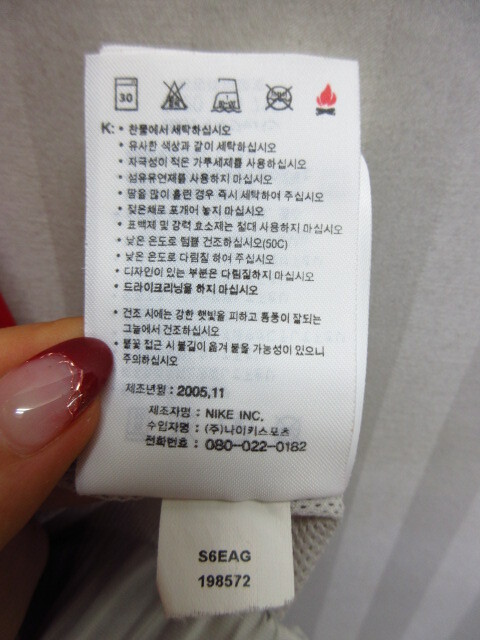 30
K: • 찬물에서 세탁하십시오
• 유사한 색상과 같이 세탁하십시오
• 자극성이 적은 가루세제를 사용하십시오
• 섬유유연제를 사용하지 마십시오
• 땀을 많이 흘린 경우 즉시 세탁하여 주십시오
• 젖은채로 포개어 놓지 마십시오
• 표백제 및 강력 효소제는 절대 사용하지 마십시오
• 낮은 온도로 텀블 건조하십시오(50C)
• 낮은 온도로 다림질 하여 주십시오
• 디자인이 있는 부분은 다림질하지 마십시오
• 드라이크리닝을 하지 마십시오
• 건조 시에는 강한 햇빛을 피하고 통풍이 잘되는
그늘에서 건조하십시오
• 불꽃 접근 시 불길이 옮겨 붙을 가능성이 있으니
주의하십시오
제조년월 : 2005,11
제조자명 : NIKE INC.
수입자명 : (주)나이키스포츠
전화번호 : 080-022-0182
S6EAG
198572